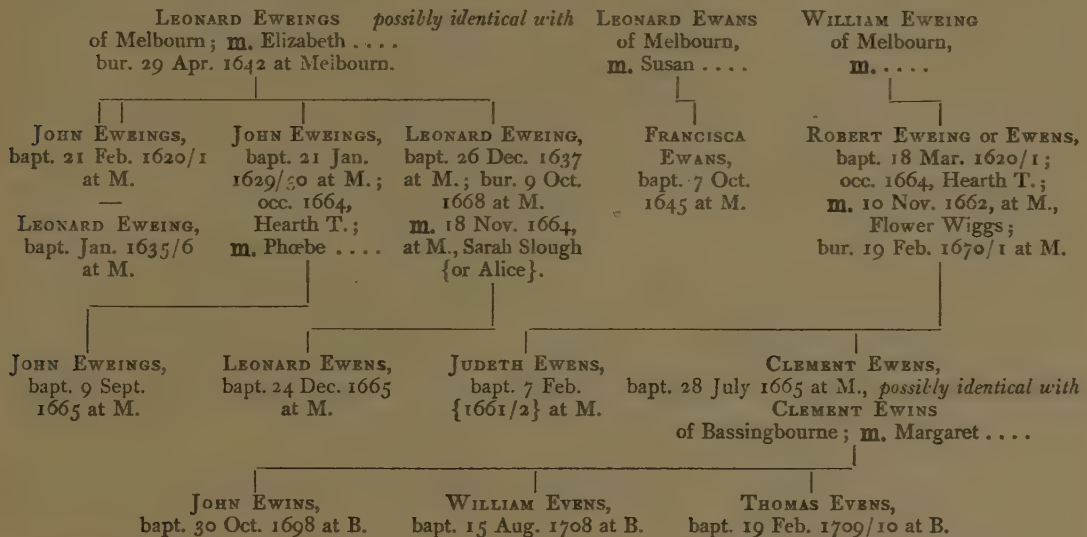 LEONARD EWEINGS possibly identical with LEONARD EWANS WILLIAM EWEING
of Melbourn; m. Elizabeth .... of Melbourn, of Melbourn,
bur. 29 Apr. 1642 at Melbourn. m. Susan .... m. .....
JOHN EWEINGS, JOHN EWEINGS, LEONARD EWEING, FRANCISCA ROBERT EWEING or EWENS,
bapt. 21 Feb. 1620/1 bapt. 21 Jan. bapt. 26 Dec. 1637 EWANS, bapt. 18 Mar. 1620/1;
at M. 1629/30 at M.; at M.; bur. 9 Oct. bapt. 7 Oct. occ. 1664, Hearth T.;
— occ. 1664, 1668 at M. 1645 at M. m. 10 Nov. 1662, at M.,
LEONARD EWEING, Hearth T.; m. 18 Nov. 1664, Flower Wiggs;
bapt. Jan. 1635/6 m. Phœbe .... at M., Sarah Slough bur. 19 Feb. 1670/1 at M.
at M. {or Alice}.
JOHN EWEINGS, LEONARD EWENS, JUDETH EWENS, CLEMENT EWENS,
bapt. 9 Sept. bapt. 24 Dec. 1665 bapt. 7 Feb. bapt. 28 July 1665 at M., possibly identical with
1665 at M. at M. {1661/2} at M. CLEMENT EWINS
of Bassingbourne; m. Margaret ....
JOHN EWINS, WILLIAM EVENS, THOMAS EVENS,
bapt. 30 Oct. 1698 at B. bapt. 15 Aug. 1708 at B. bapt. 19 Feb. 1709/10 at B.